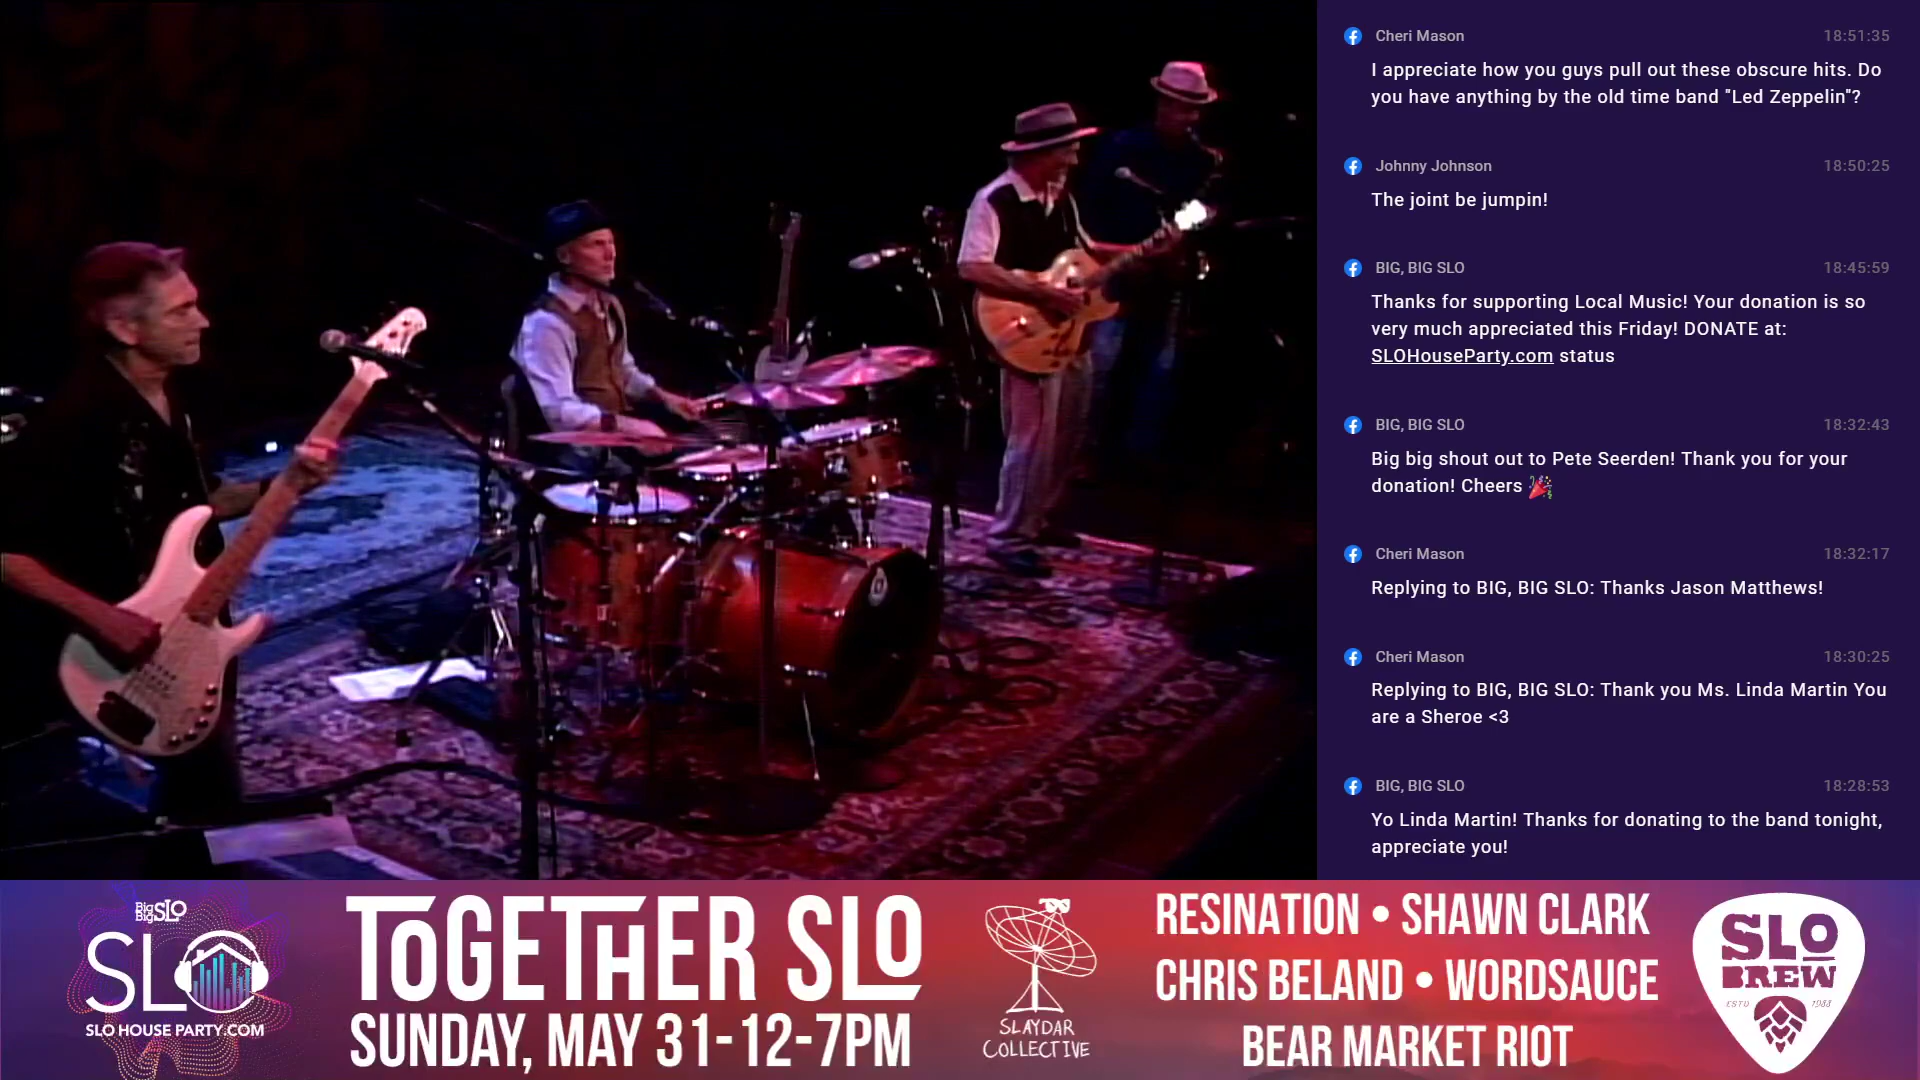 Cheri Mason 18:51:35
I appreciate how you guys pull out these obscure hits. Do
you have anything by the old time band "Led Zeppelin"?
Johnny Johnson 18:50:25
The joint be jumpin!
BIG, BIG SLO 18:45:59
Thanks for supporting Local Music! Your donation is so
very much appreciated this Friday! DONATE at:
SLOHouseParty.com status
BIG, BIG SLO 18:32:43
Big big shout out to Pete Seerden! Thank you for your
donation! Cheers 🎉
Cheri Mason 18:32:17
Replying to BIG, BIG SLO: Thanks Jason Matthews!
Cheri Mason 18:30:25
Replying to BIG, BIG SLO: Thank you Ms. Linda Martin You
are a Sheroe <3
BIG, BIG SLO 18:28:53
Yo Linda Martin! Thanks for donating to the band tonight,
appreciate you!
Big Big SLO
SLO
SLO HOUSE PARTY.COM
TOGETHER SLO
SUNDAY, MAY 31-12-7PM
SLAYDAR
COLLECTIVE
RESINATION • SHAWN CLARK
CHRIS BELAND • WORDSAUCE
BEAR MARKET RIOT
SLO
BREW
ESTD 1988